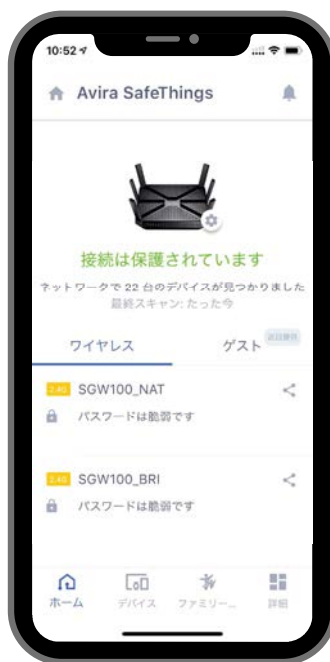 10:52
Avira SafeThings
接続は保護されています
ネットワークで 22 台のデバイスが見つかりました
最終スキャン: たった今
ワイヤレス ゲスト
2.4G SGW100_NAT
パスワードは脆弱です
2.4G SGW100_BRI
パスワードは脆弱です
ホーム デバイス ファミリー... 詳細